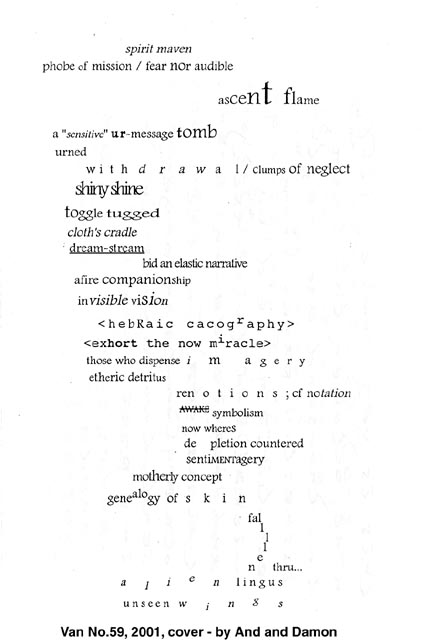 spirit maven
phobe of mission / fear nor audible
ascent flame
a "sensitive" ur-message tomb
urned
w i t h d r a w a l / clumps of neglect
shiny shine
toggle tugged
cloth's cradle
dream-stream
bid an elastic narrative
afire companionship
in visible vision
<hebRaic cacography>
<exhort the now miracle>
those who dispense i m a g e r y
etheric detritus
ren o t i o n s ; cf notation
AWAKE symbolism
now wheres
de pletion countered
sentiMENTagery
motherly concept
genealogy of s k i n
fal
l
l
l
e
n thru...
a l i e n lingus
unseen w i n g s
Van No.59, 2001, cover - by And and Damon